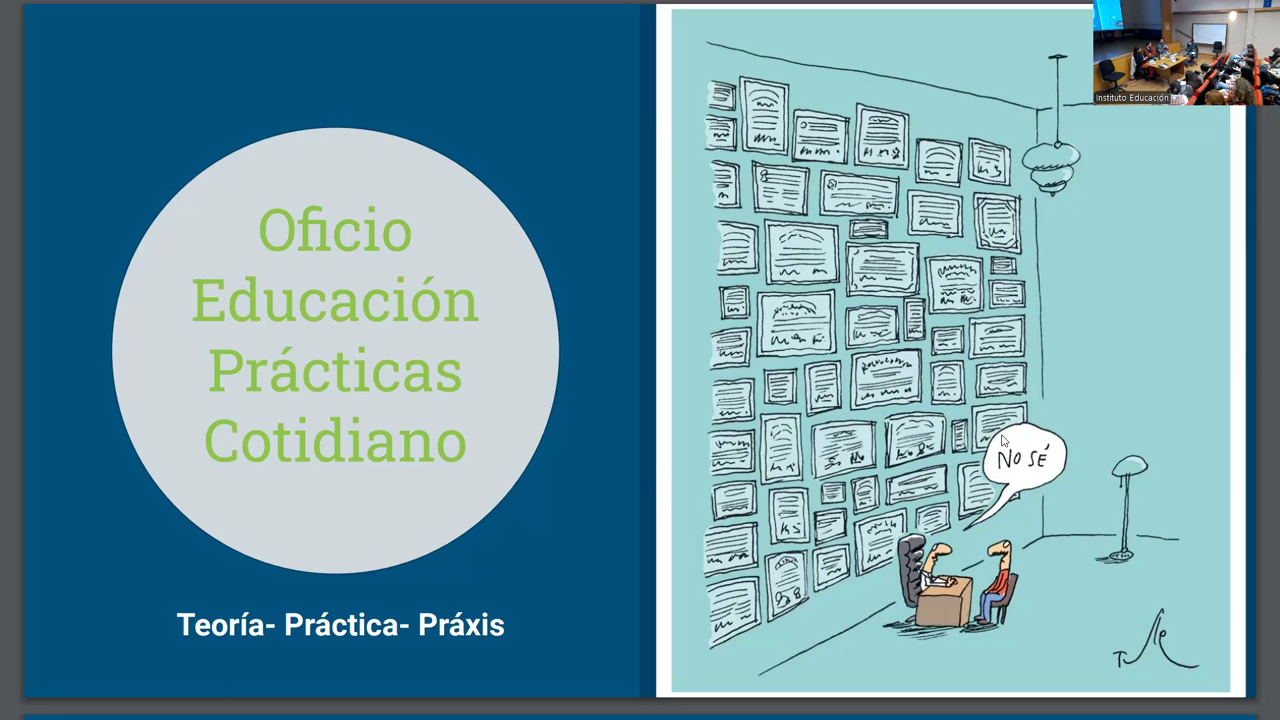 Oficio
Educación
Prácticas
Cotidiano
Teoría- Práctica- Práxis
NO SÉ
Instituto Educación